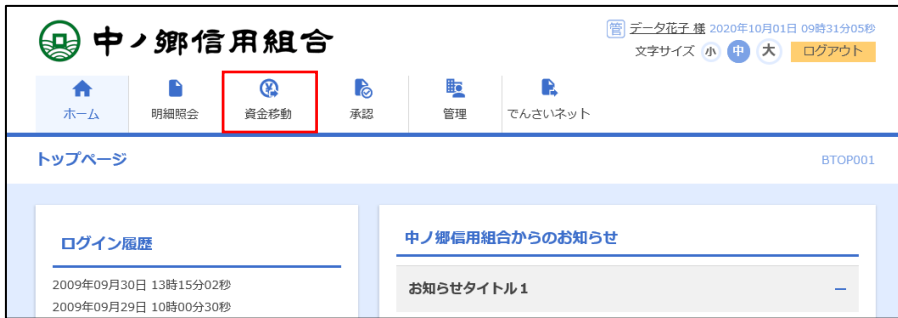 中ノ郷信用組合
管 データ花子 様 2020年10月01日 09時31分05秒
文字サイズ 小 中 大 ログアウト
ホーム 明細照会 資金移動 承認 管理 でんさいネット
トップページ BTOP001
ログイン履歴
2009年09月30日 13時15分02秒
2009年09月29日 10時00分30秒
中ノ郷信用組合からのお知らせ
お知らせタイトル1